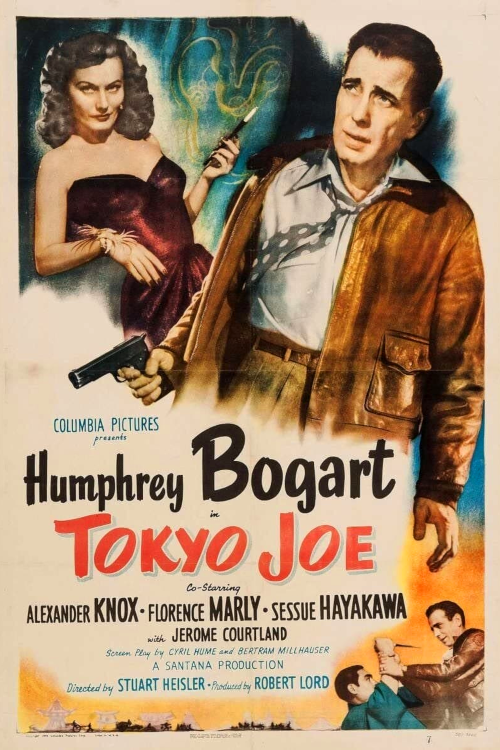 COLUMBIA PICTURES
presents
Humphrey Bogart
in
TOKYO JOE
Co-Starring
ALEXANDER KNOX · FLORENCE MARLY · SESSUE HAYAKAWA
with JEROME COURTLAND
Screen Play by CYRIL HUME and BERTRAM MILLHAUSER
A SANTANA PRODUCTION
Directed by STUART HEISLER · Produced by ROBERT LORD